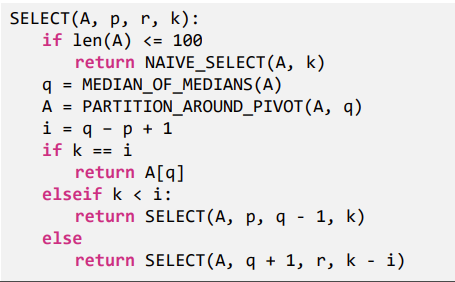 SELECT(A, p, r, k):
if len(A) <= 100
return NAIVE_SELECT(A, k)
q = MEDIAN_OF_MEDIANS(A)
A = PARTITION_AROUND_PIVOT(A, q)
i = q – p + 1
if k == i
return A[q]
elseif k < i:
return SELECT(A, p, q - 1, k)
else
return SELECT(A, q + 1, r, k - i)